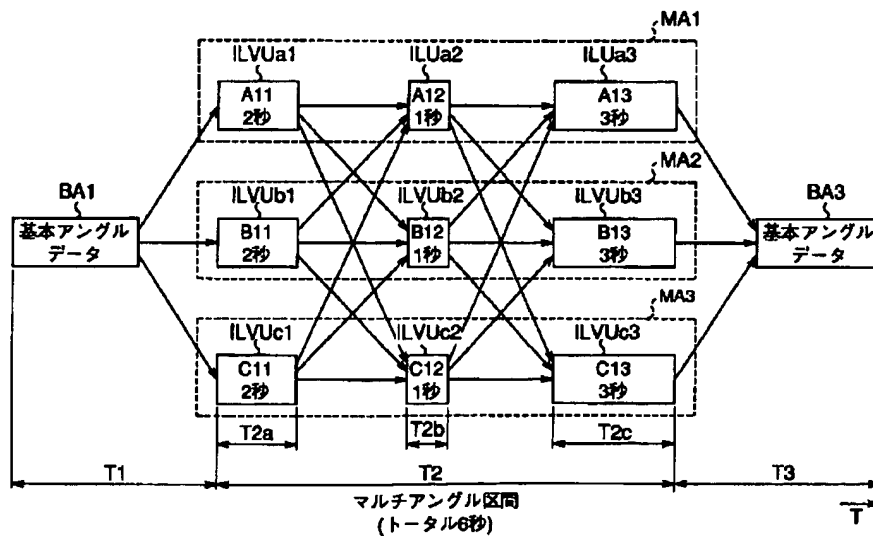 MA1
ILVUa1 ILUa2 ILUa3
A11
2秒
A12
1秒
A13
3秒
MA2
BA1 ILVUb1 ILVUb2 ILVUb3 BA3
基本アングル
データ
B11
2秒
B12
1秒
B13
3秒
基本アングル
データ
MA3
ILVUc1 ILVUc2 ILVUc3
C11
2秒
C12
1秒
C13
3秒
T2a T2b T2c
T1 T2 T3
マルチアングル区間
(トータル6秒)
T